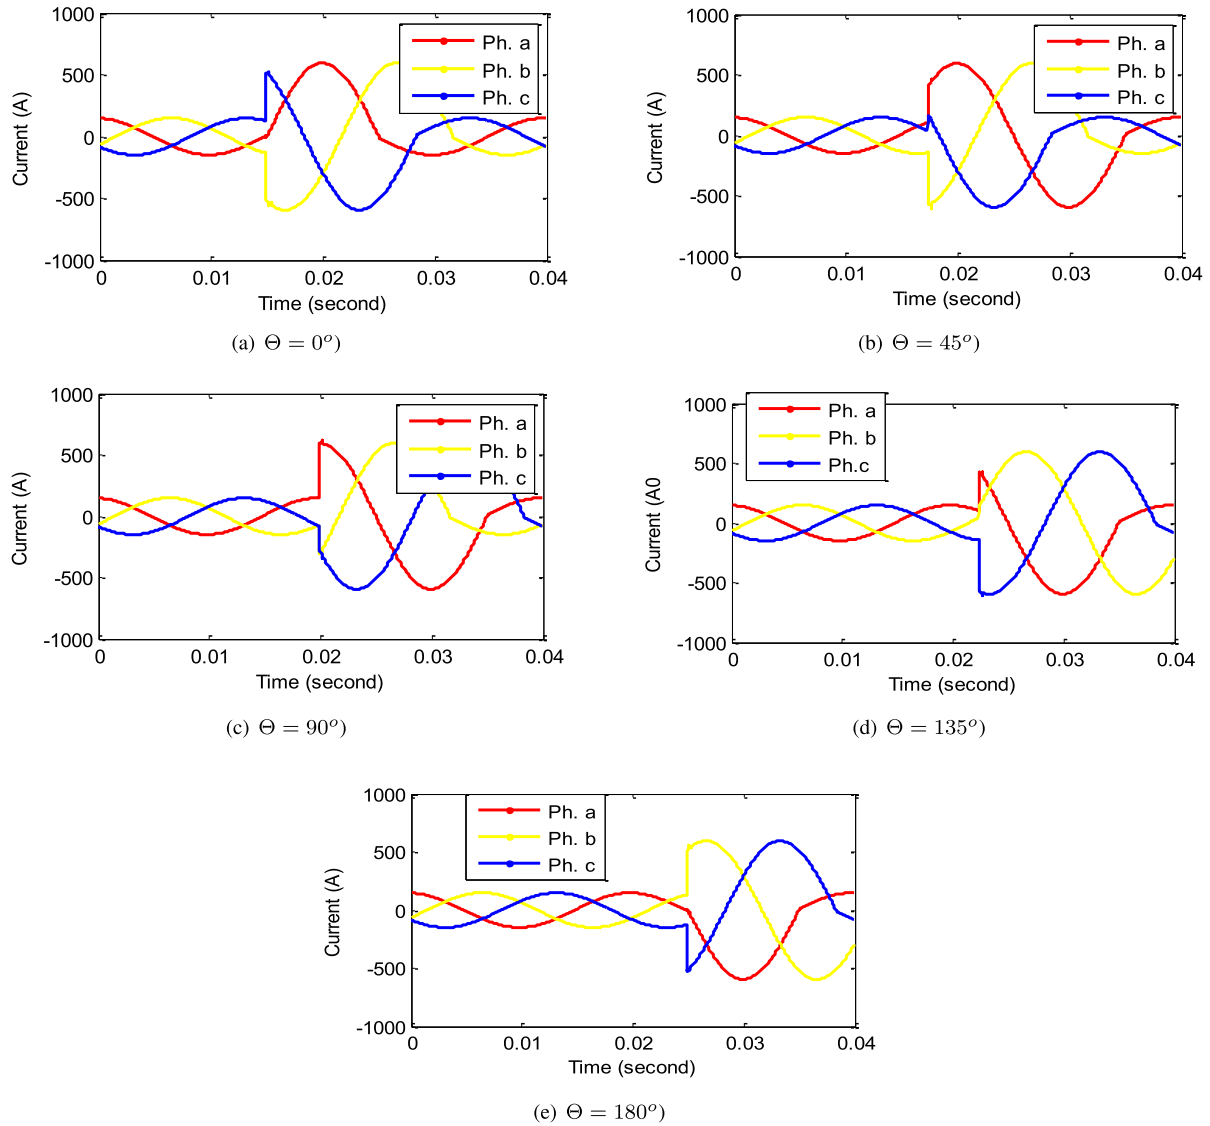 1000
500
0
-500
-1000
Current (A)
Ph. a
Ph. b
Ph. c
0 0.01 0.02 0.03 0.04
Time (second)
(a) Θ = 0°)
1000
500
0
-500
-1000
Current (A)
Ph. a
Ph. b
Ph. c
0 0.01 0.02 0.03 0.04
Time (second)
(b) Θ = 45°)
1000
500
0
-500
-1000
Current (A)
Ph. a
Ph. b
Ph. c
0 0.01 0.02 0.03 0.04
Time (second)
(c) Θ = 90°)
1000
500
0
-500
-1000
Current (A0
Ph. a
Ph. b
Ph.c
0 0.01 0.02 0.03 0.04
Time (second)
(d) Θ = 135°)
1000
500
0
-500
-1000
Current (A)
Ph. a
Ph. b
Ph. c
0 0.01 0.02 0.03 0.04
Time (second)
(e) Θ = 180°)